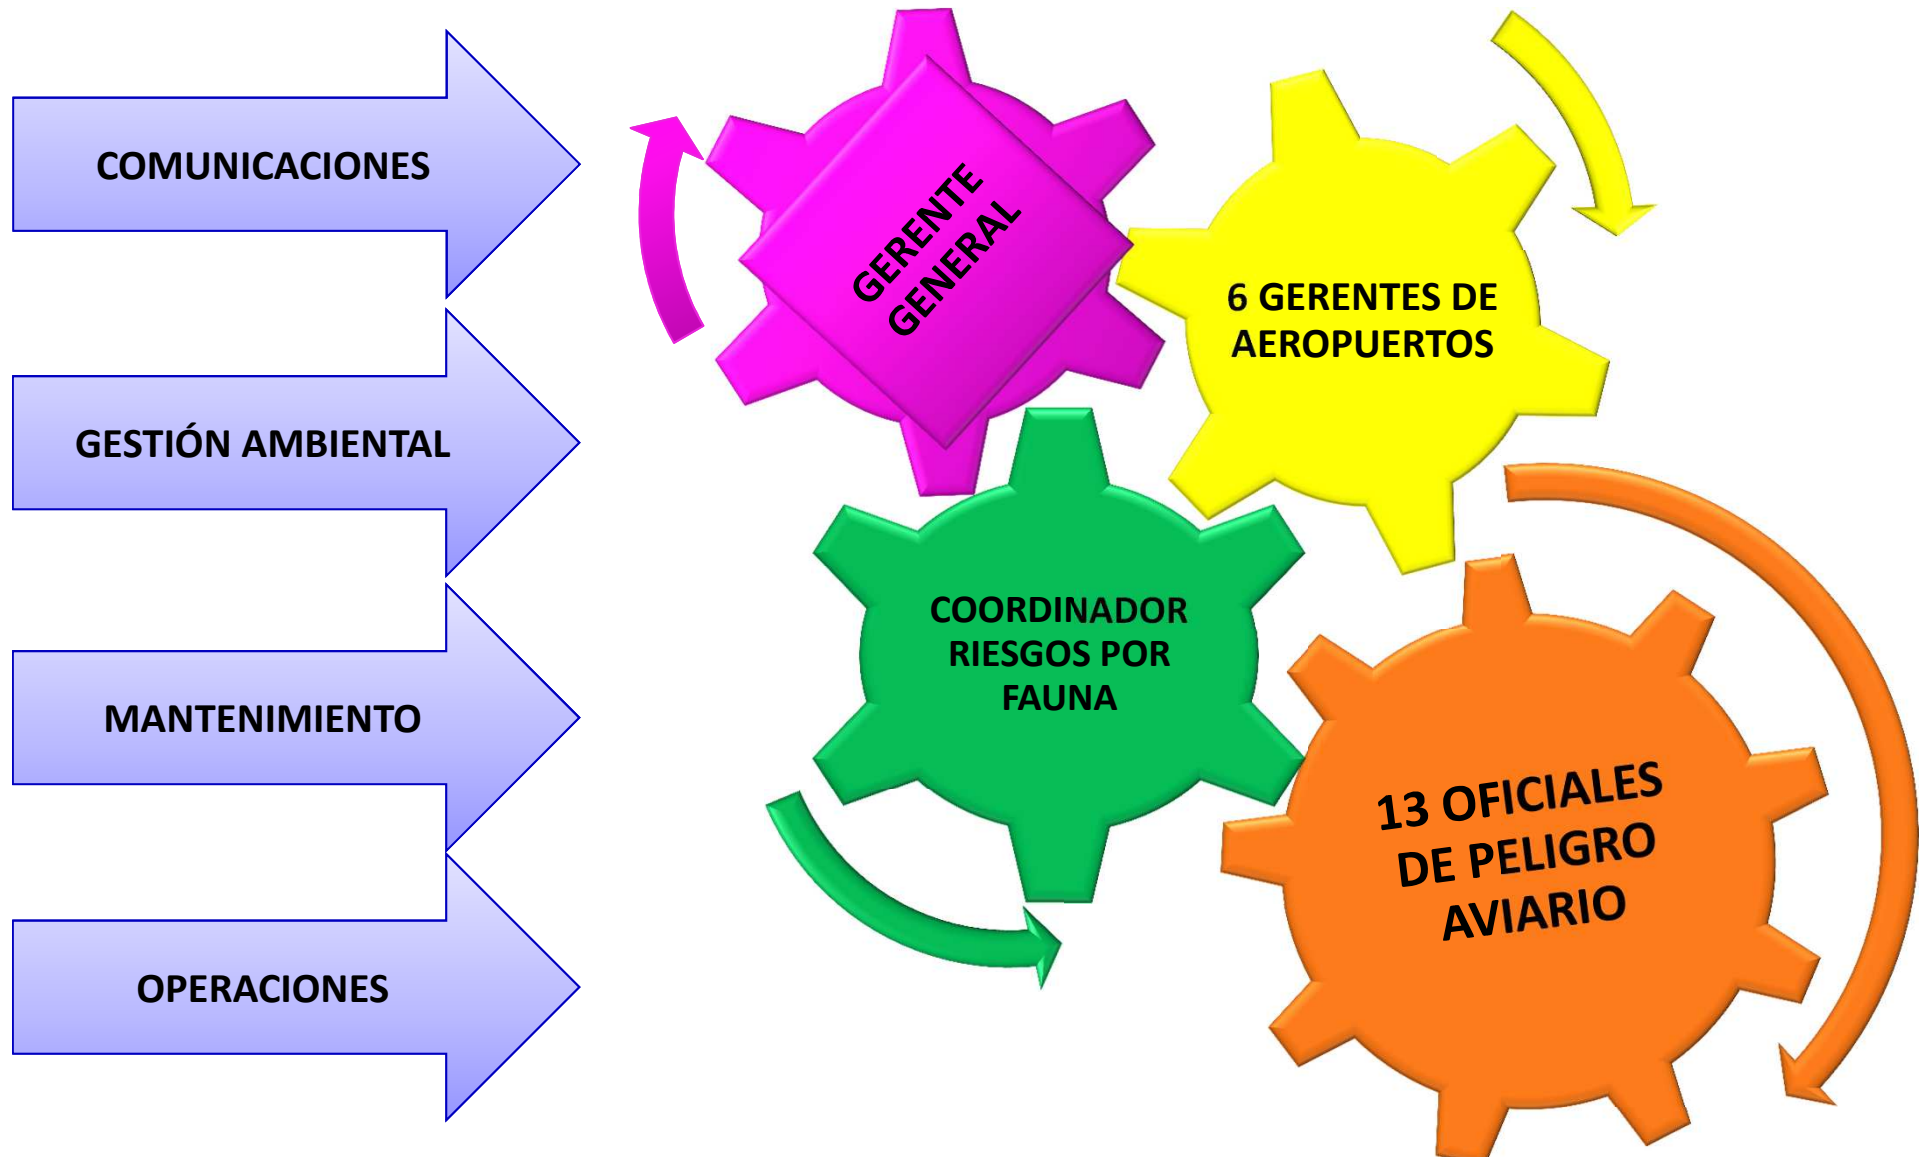 COMUNICACIONES
GESTIÓN AMBIENTAL
MANTENIMIENTO
OPERACIONES
GERENTE
GENERAL
6 GERENTES DE
AEROPUERTOS
COORDINADOR
RIESGOS POR
FAUNA
13 OFICIALES
DE PELIGRO
AVIARIO